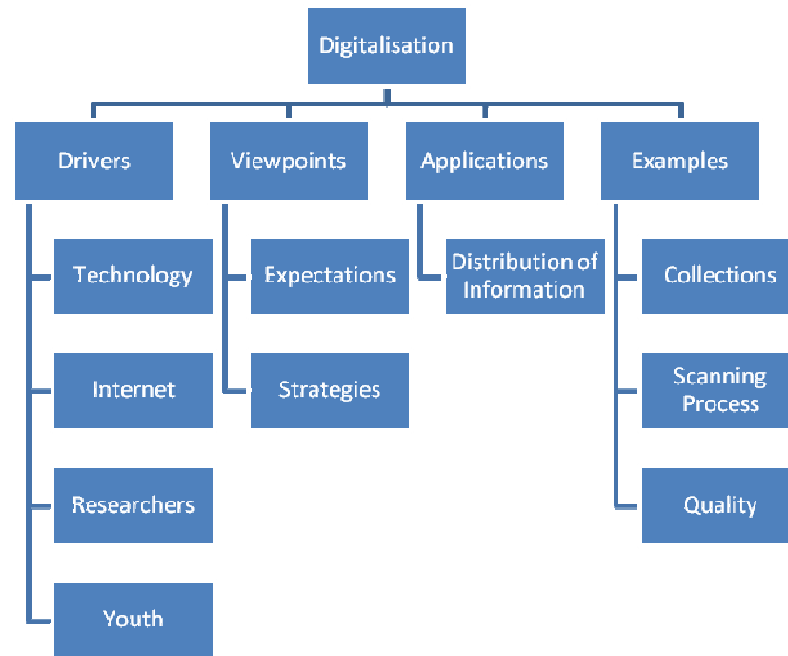 Digitalisation
Drivers
Viewpoints
Applications
Examples
Technology
Expectations
Distribution of
Information
Collections
Internet
Strategies
Scanning
Process
Researchers
Quality
Youth